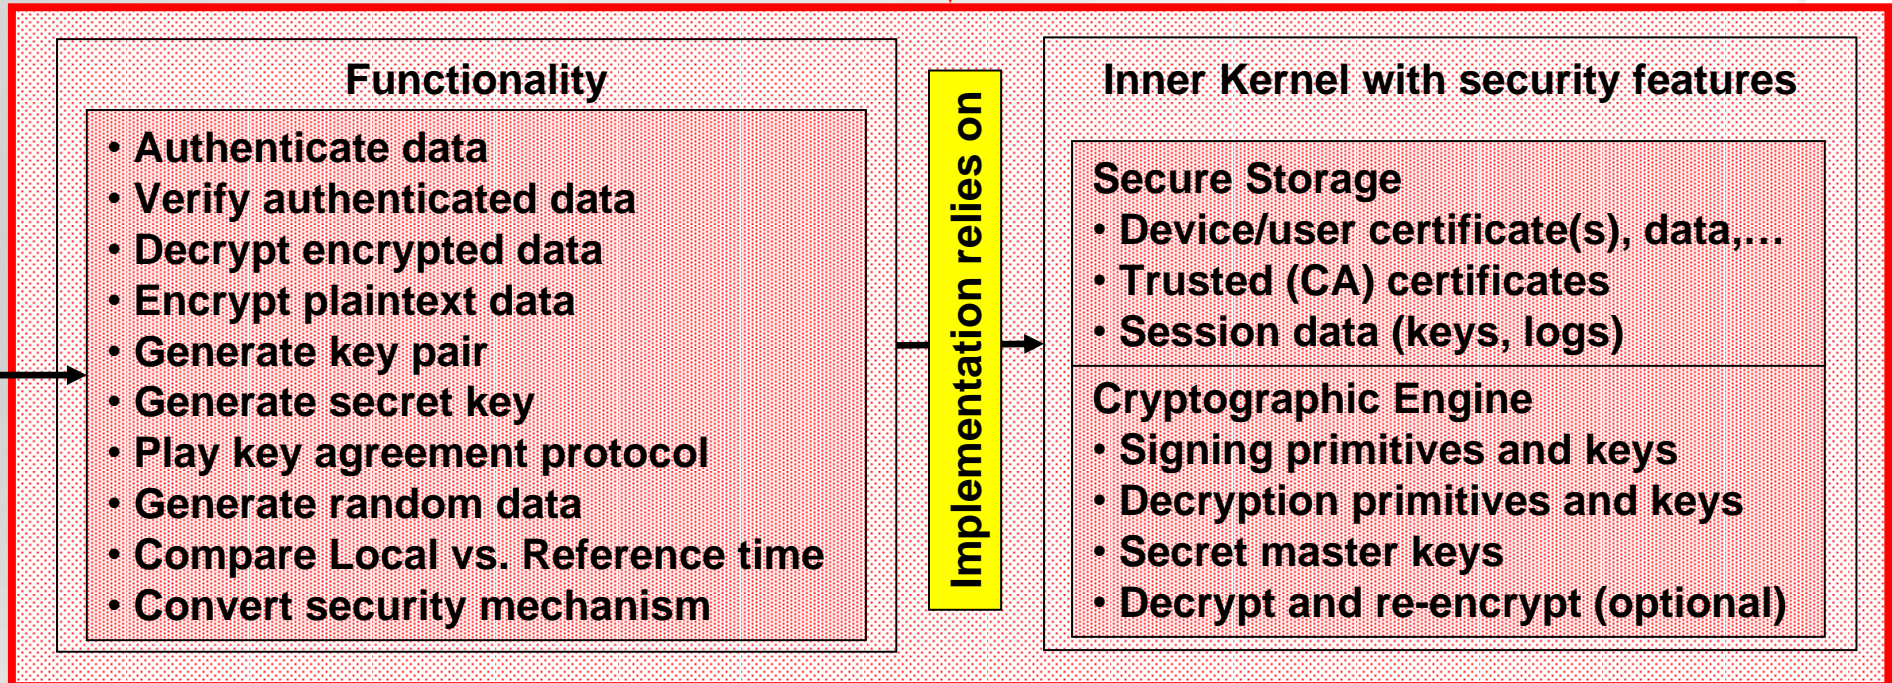 Functionality
• Authenticate data
• Verify authenticated data
• Decrypt encrypted data
• Encrypt plaintext data
• Generate key pair
• Generate secret key
• Play key agreement protocol
• Generate random data
• Compare Local vs. Reference time
• Convert security mechanism
Implementation relies on
Inner Kernel with security features
Secure Storage
• Device/user certificate(s), data,…
• Trusted (CA) certificates
• Session data (keys, logs)
Cryptographic Engine
• Signing primitives and keys
• Decryption primitives and keys
• Secret master keys
• Decrypt and re-encrypt (optional)